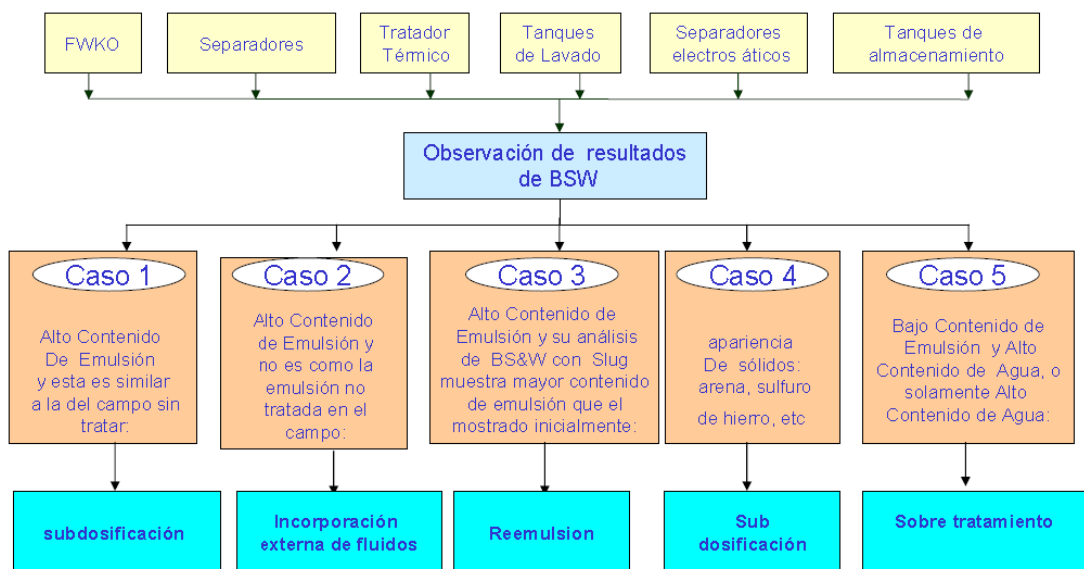 FWKO
Separadores
Tratador
Térmico
Tanques
de Lavado
Separadores
electros áticos
Tanques de
almacenamiento
Observación de resultados
de BSW
Caso 1
Alto Contenido
De Emulsión
y esta es similar
a la del campo sin
tratar:
Caso 2
Alto Contenido
de Emulsión y
no es como la
emulsión no
tratada en el
campo:
Caso 3
Alto Contenido de
Emulsión y su análisis
de BS&W con Slug
muestra mayor contenido
de emulsión que el
mostrado inicialmente:
Caso 4
apariencia
De sólidos:
arena, sulfuro
de hierro, etc
Caso 5
Bajo Contenido de
Emulsión y Alto
Contenido de Agua, o
solamente Alto
Contenido de Agua:
subdosificación
Incorporación
externa de fluidos
Reemulsion
Sub
dosificación
Sobre tratamiento